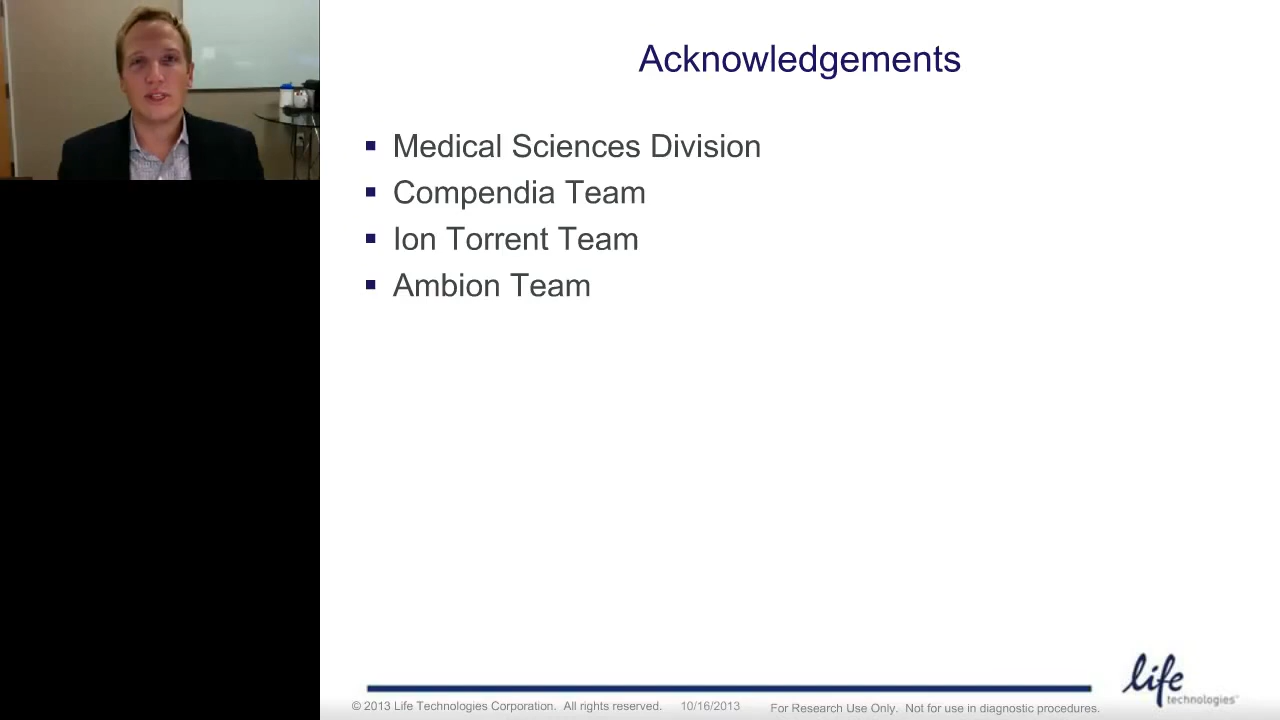 Acknowledgements
▪ Medical Sciences Division
▪ Compendia Team
▪ Ion Torrent Team
▪ Ambion Team
life
technologies™
© 2013 Life Technologies Corporation. All rights reserved. 10/16/2013 For Research Use Only. Not for use in diagnostic procedures.